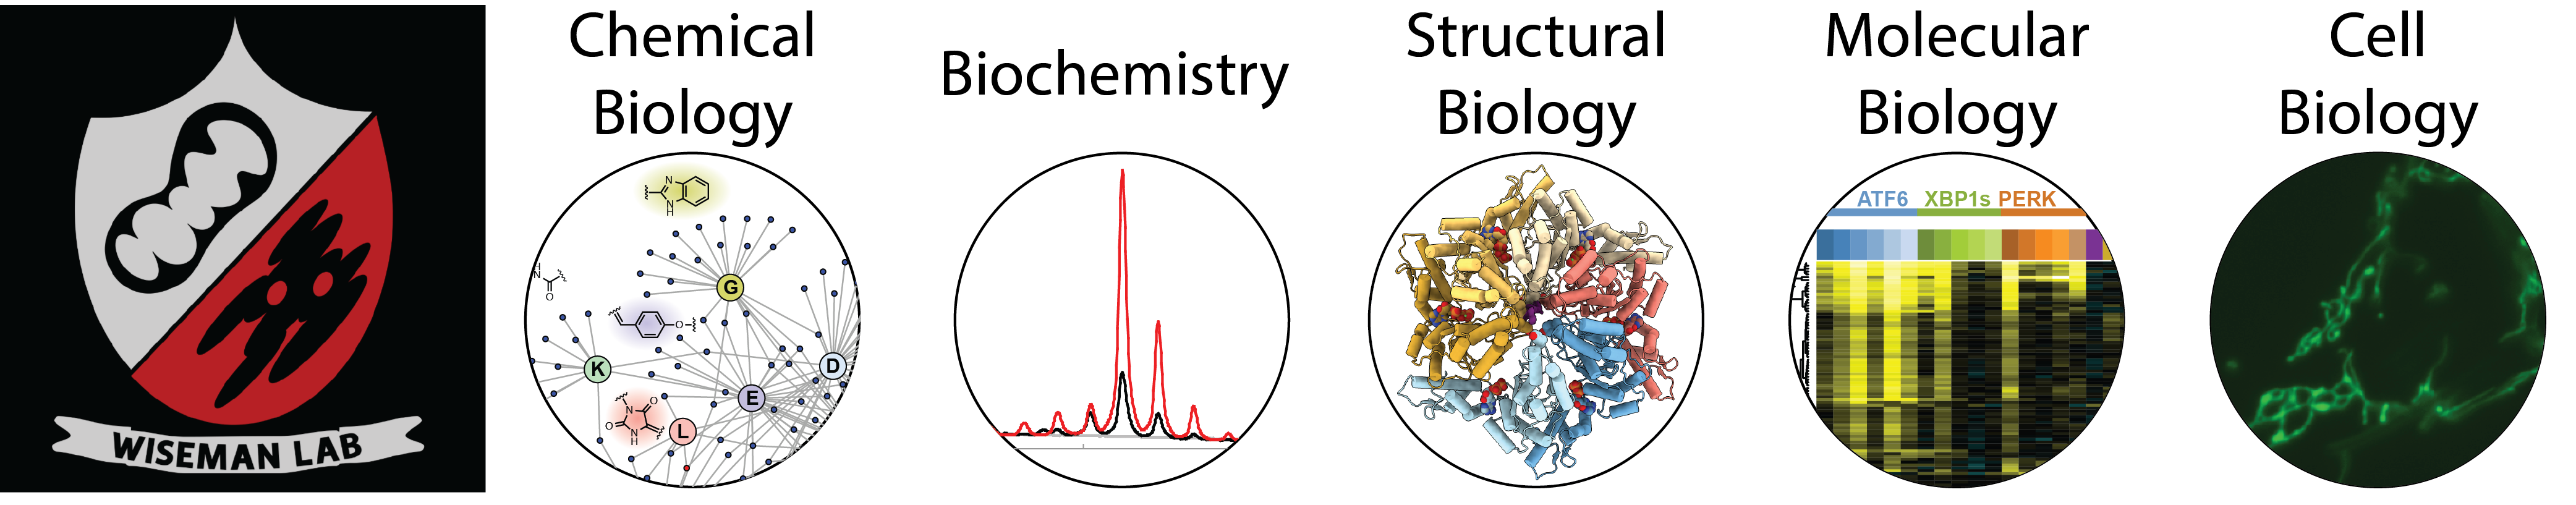 WISEMAN LAB
Chemical
Biology
N
N
H
H
N
O
G
O
K
D
E
N
O
O
N
H
L
Biochemistry
Structural
Biology
Molecular
Biology
ATF6 XBP1s PERK
Cell
Biology